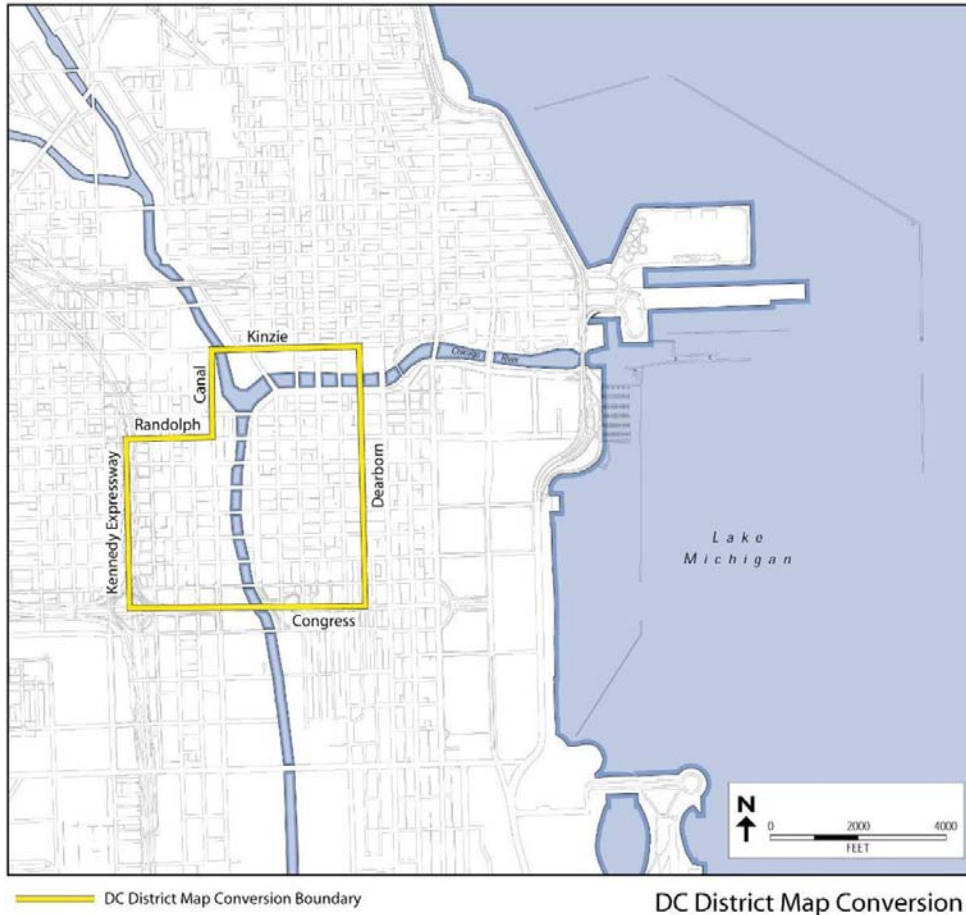 Kinzie
Chicago River
Canal
Randolph
Kennedy Expressway
Dearborn
Lake
Michigan
Congress
N
0 2000 4000
FEET
DC District Map Conversion Boundary
DC District Map Conversion